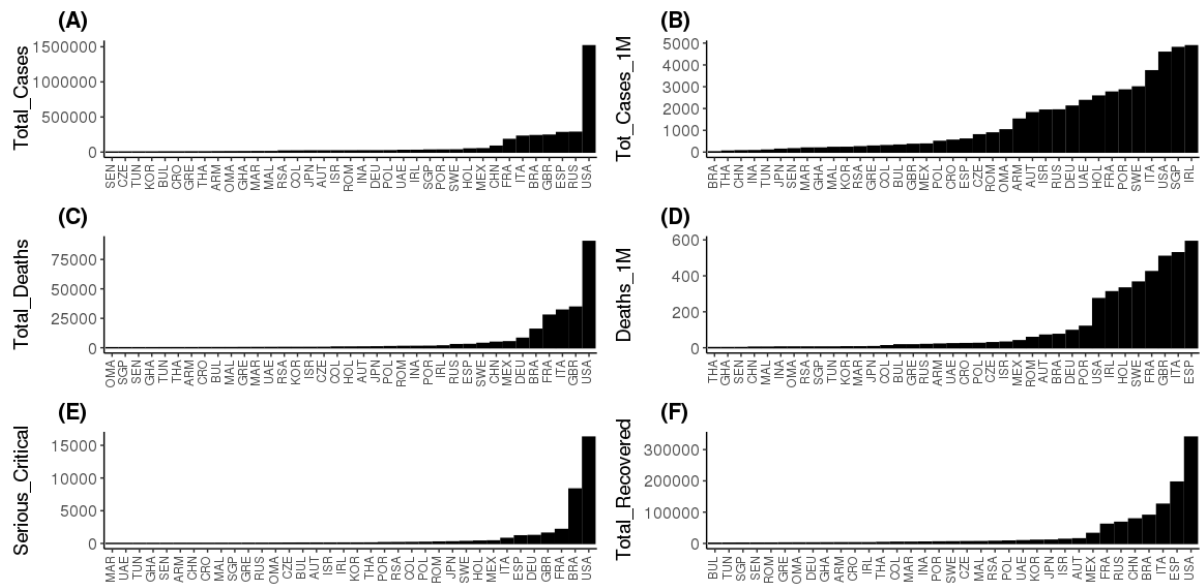 (A)
Total_Cases
1500000
1000000
500000
0
SEN CZE TUN KOR BUL CRO GRE THA ARM OMA GHA MAR MAL RSA COL JPN AUT ISR ROM INA DEU POL UAE IRL SGP POR SWE HOL MEX CHN FRA ITA BRA GBR ESP RUS USA
(B)
Tot_Cases_1M
5000
4000
3000
2000
1000
0
BRA THA CHN INA TUN JPN SEN MAR GHA MAL KOR RSA GRE COL BUL GBR MEX POL CRO ESP CZE ROM OMA ARM AUT ISR RUS DEU UAE HOL FRA POR SWE ITA USA SGP IRL
(C)
Total_Deaths
75000
50000
25000
0
OMA SGP SEN GHA TUN THA ARM CRO BUL MAL GRE MAR UAE RSA KOR ISR CZE COL HOL AUT JPN POL ROM INA POR IRL RUS ESP SWE CHN MEX DEU BRA FRA ITA GBR USA
(D)
Deaths_1M
600
400
200
0
THA GHA SEN CHN MAL INA OMA RSA SGP TUN KOR MAR JPN COL BUL GRE RUS ARM UAE CRO POL CZE ISR MEX ROM AUT BRA DEU POR USA IRL HOL SWE FRA GBR ITA ESP
(E)
Serious_Critical
15000
10000
5000
0
MAR UAE TUN GHA SEN ARM CHN CRO MAL SGP GRE RUS OMA CZE BUL AUT ISR IRL KOR THA POR RSA COL POL ROM SWE JPN HOL MEX ITA ESP DEU GBR FRA BRA USA
(F)
Total_Recovered
300000
200000
100000
0
BUL TUN SGP SEN ROM GRE OMA DEU GHA ARM CRO IRL THA COL RSA MAR INA HOL POR SWE CZE MAL POL UAE KOR JPN ISR AUT MEX FRA RUS CHN BRA ITA ESP USA